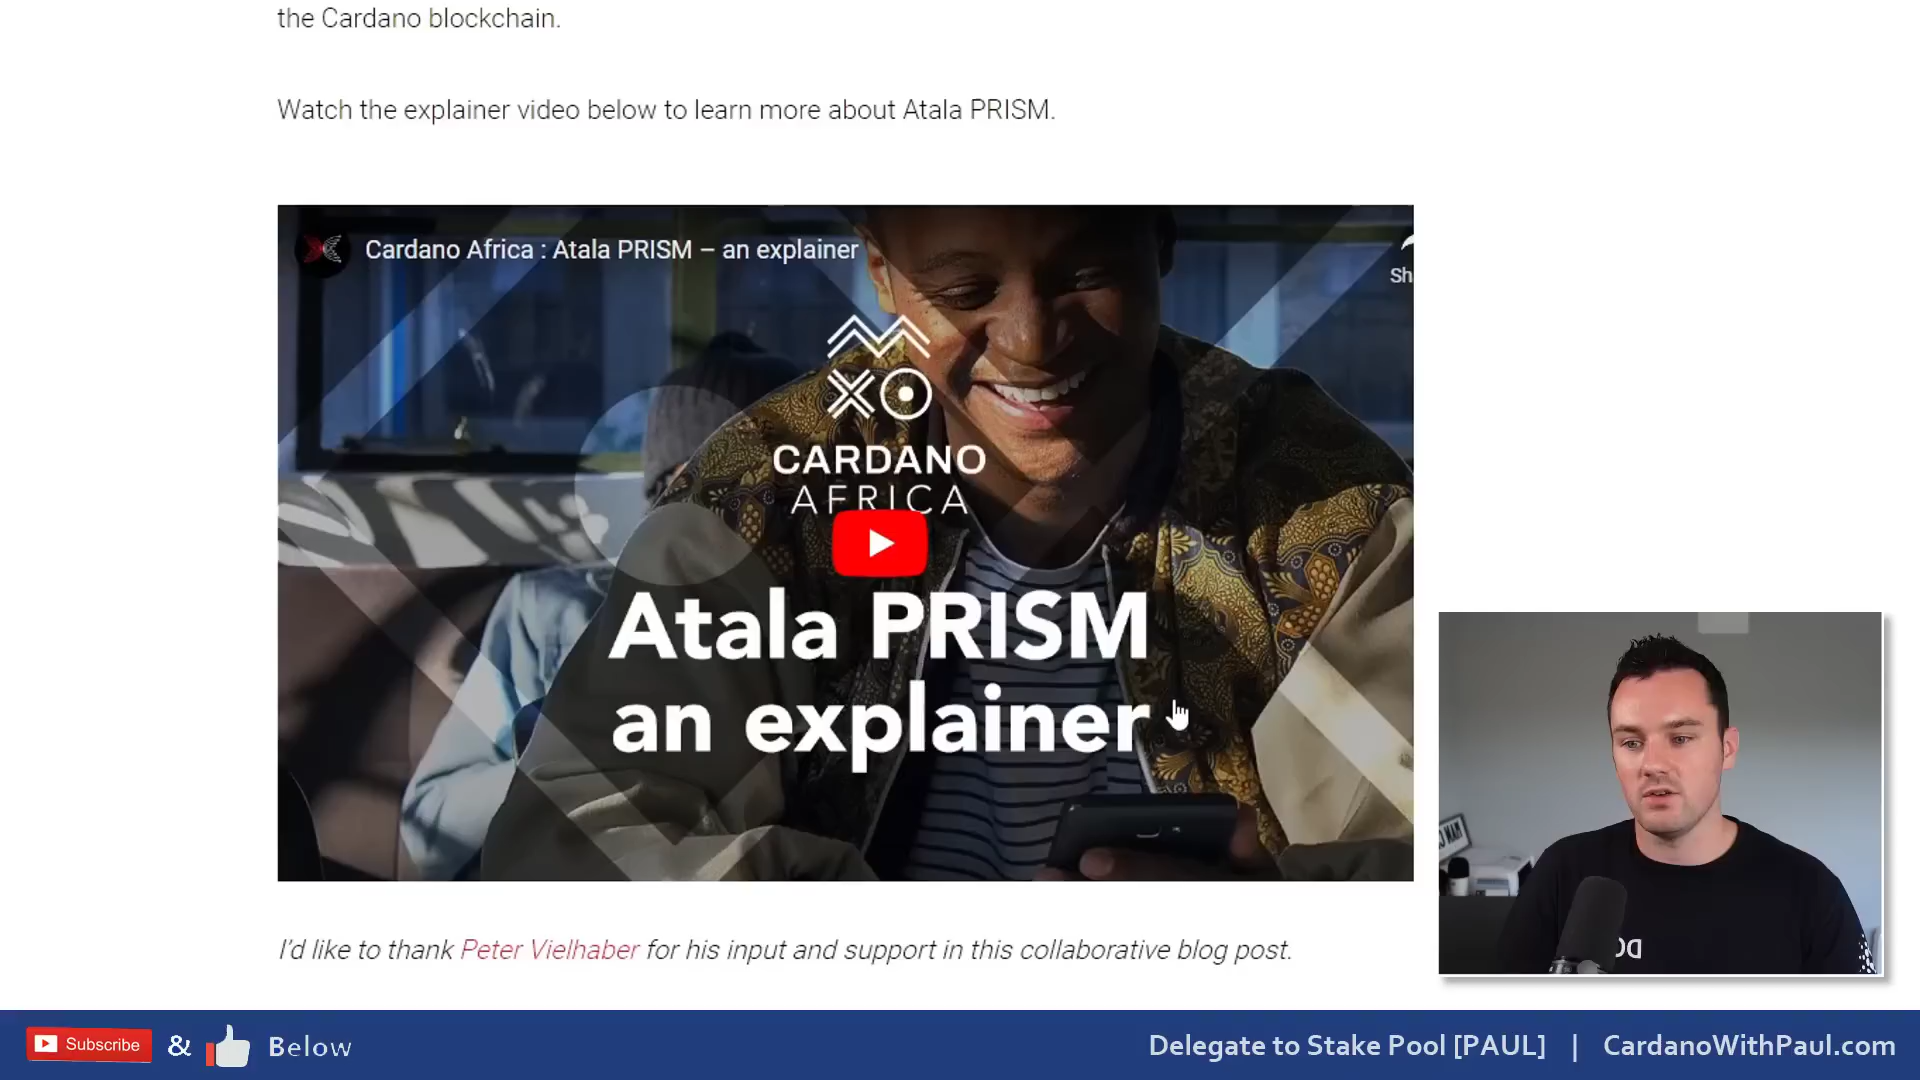 the Cardano blockchain.
Watch the explainer video below to learn more about Atala PRISM.
Cardano Africa : Atala PRISM – an explainer
Sh
CARDANO
AFRICA
Atala PRISM
an explainer
I'd like to thank Peter Vielhaber for his input and support in this collaborative blog post.
Subscribe & Below
Delegate to Stake Pool [PAUL] | CardanoWithPaul.com